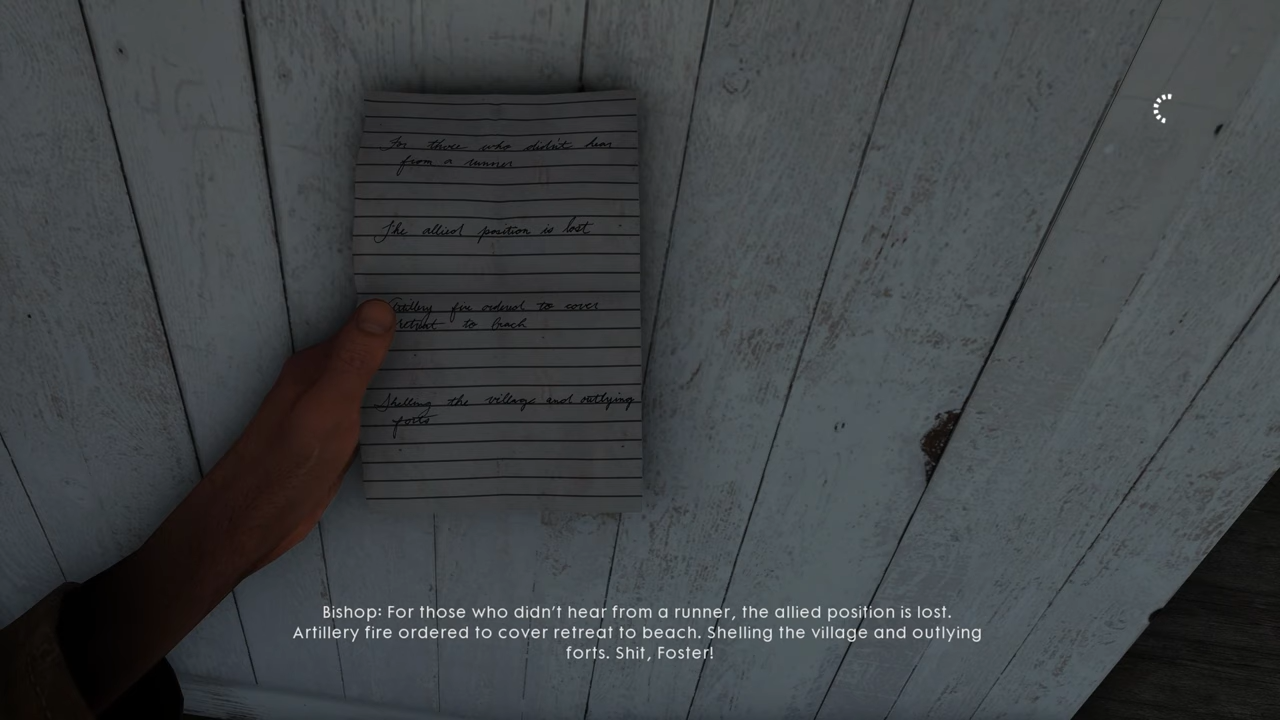 For those who didn't hear
from a runner
The allied position is lost
Artillery fire ordered to cover
retreat to beach
Shelling the village and outlying
forts
Bishop: For those who didn't hear from a runner, the allied position is lost.
Artillery fire ordered to cover retreat to beach. Shelling the village and outlying
forts. Shit, Foster!